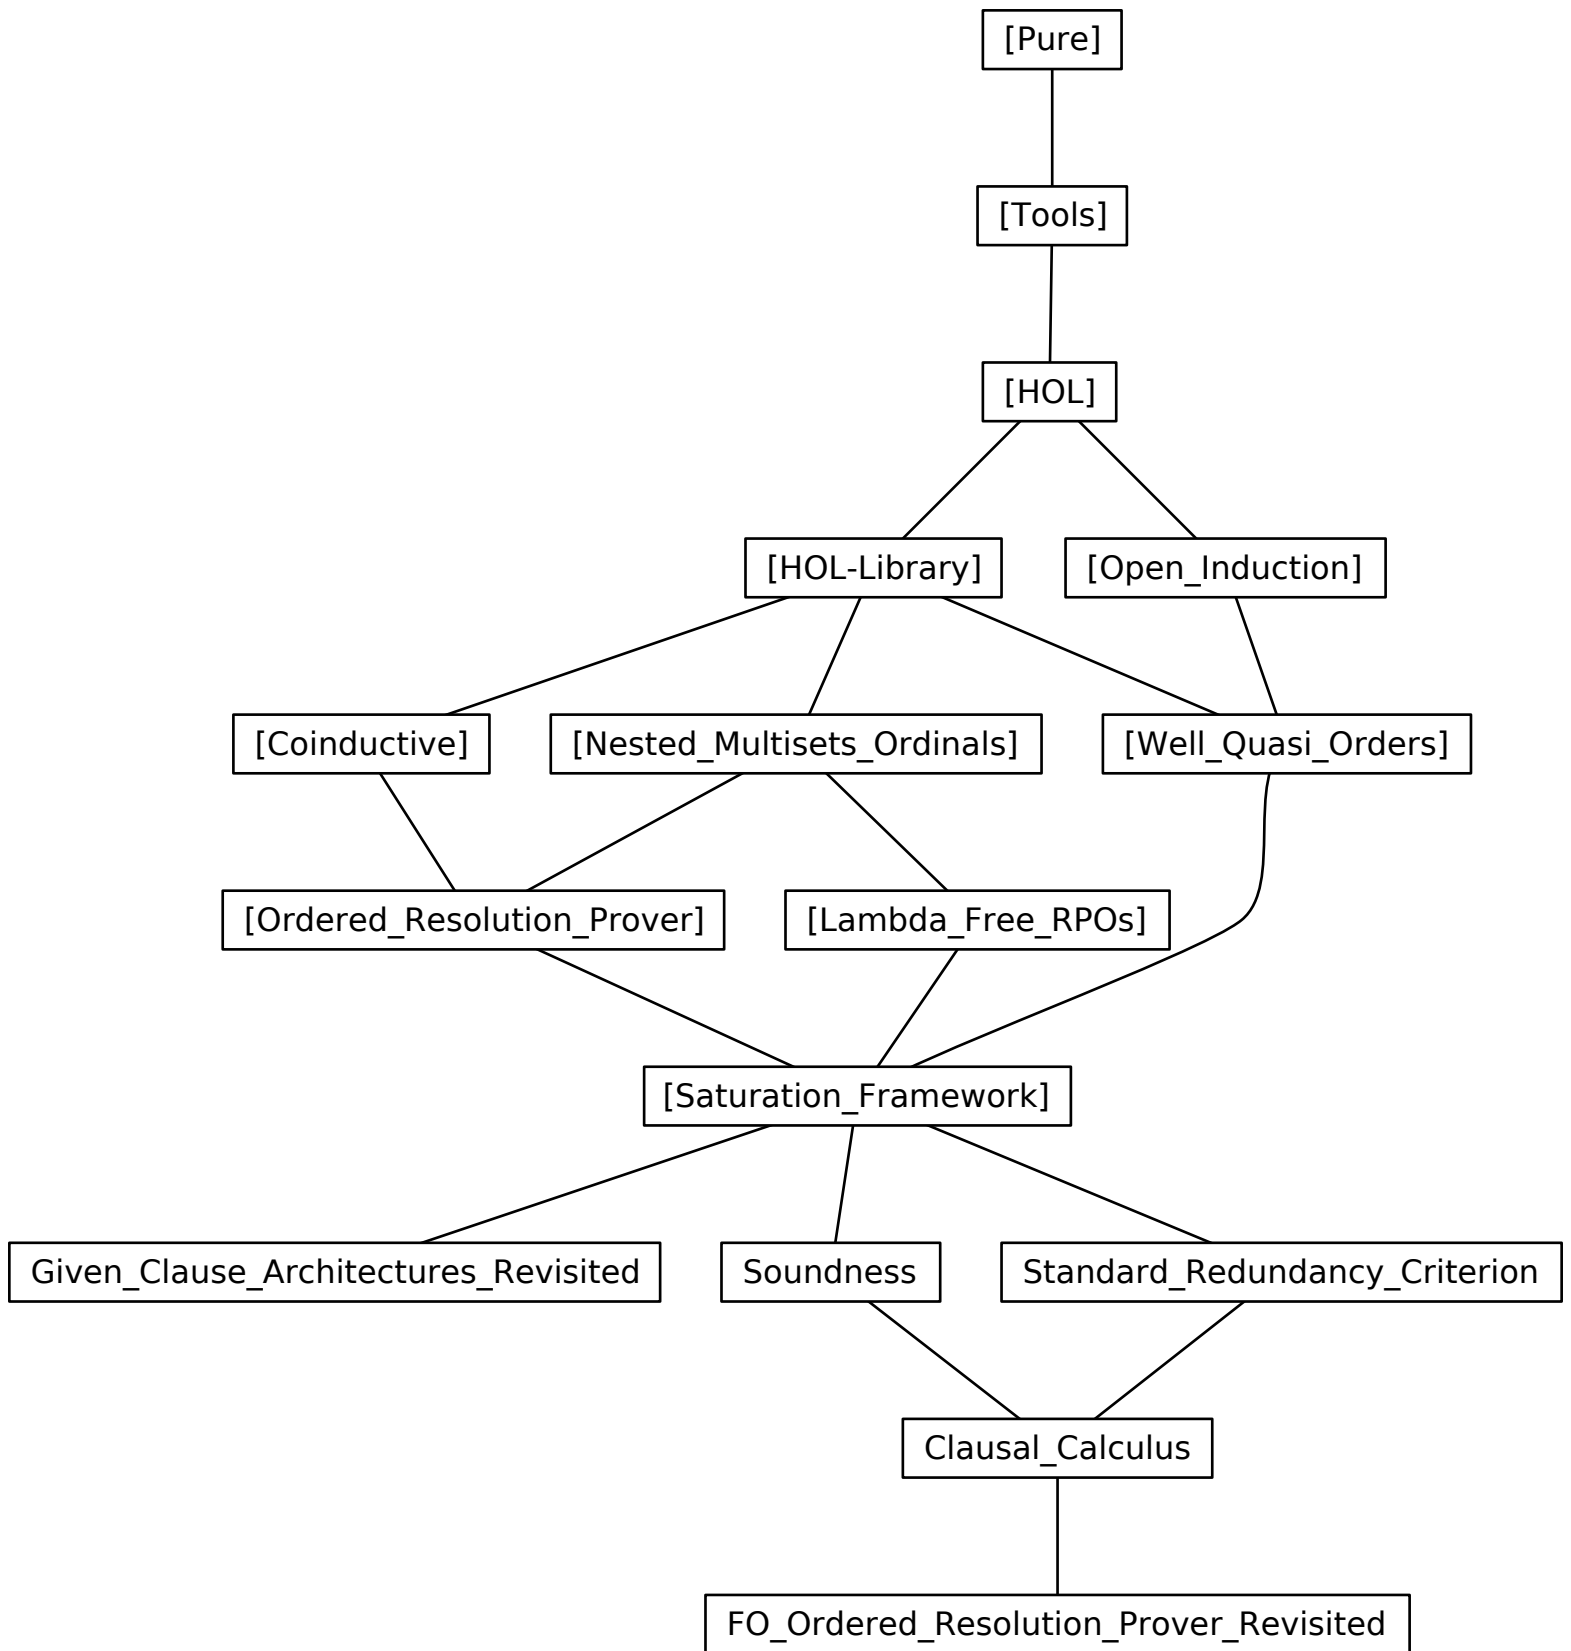 [Pure]
[Tools]
[HOL]
[HOL-Library]
[Open_Induction]
[Coinductive]
[Nested_Multisets_Ordinals]
[Well_Quasi_Orders]
[Ordered_Resolution_Prover]
[Lambda_Free_RPOs]
[Saturation_Framework]
Given_Clause_Architectures_Revisited
Soundness
Standard_Redundancy_Criterion
Clausal_Calculus
FO_Ordered_Resolution_Prover_Revisited